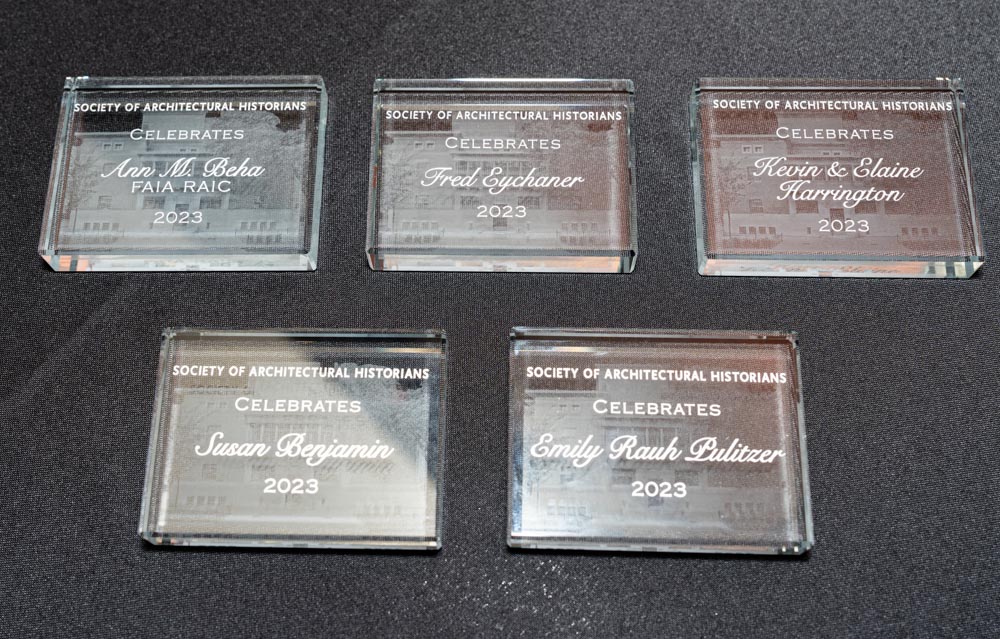 SOCIETY OF ARCHITECTURAL HISTORIANS
CELEBRATES
Ann M. Beha
FAIA RAIC
2023
SOCIETY OF ARCHITECTURAL HISTORIANS
CELEBRATES
Fred Eychaner
2023
SOCIETY OF ARCHITECTURAL HISTORIANS
CELEBRATES
Kevin & Elaine
Harrington
2023
SOCIETY OF ARCHITECTURAL HISTORIANS
CELEBRATES
Susan Benjamin
2023
SOCIETY OF ARCHITECTURAL HISTORIANS
CELEBRATES
Emily Rauh Pulitzer
2023